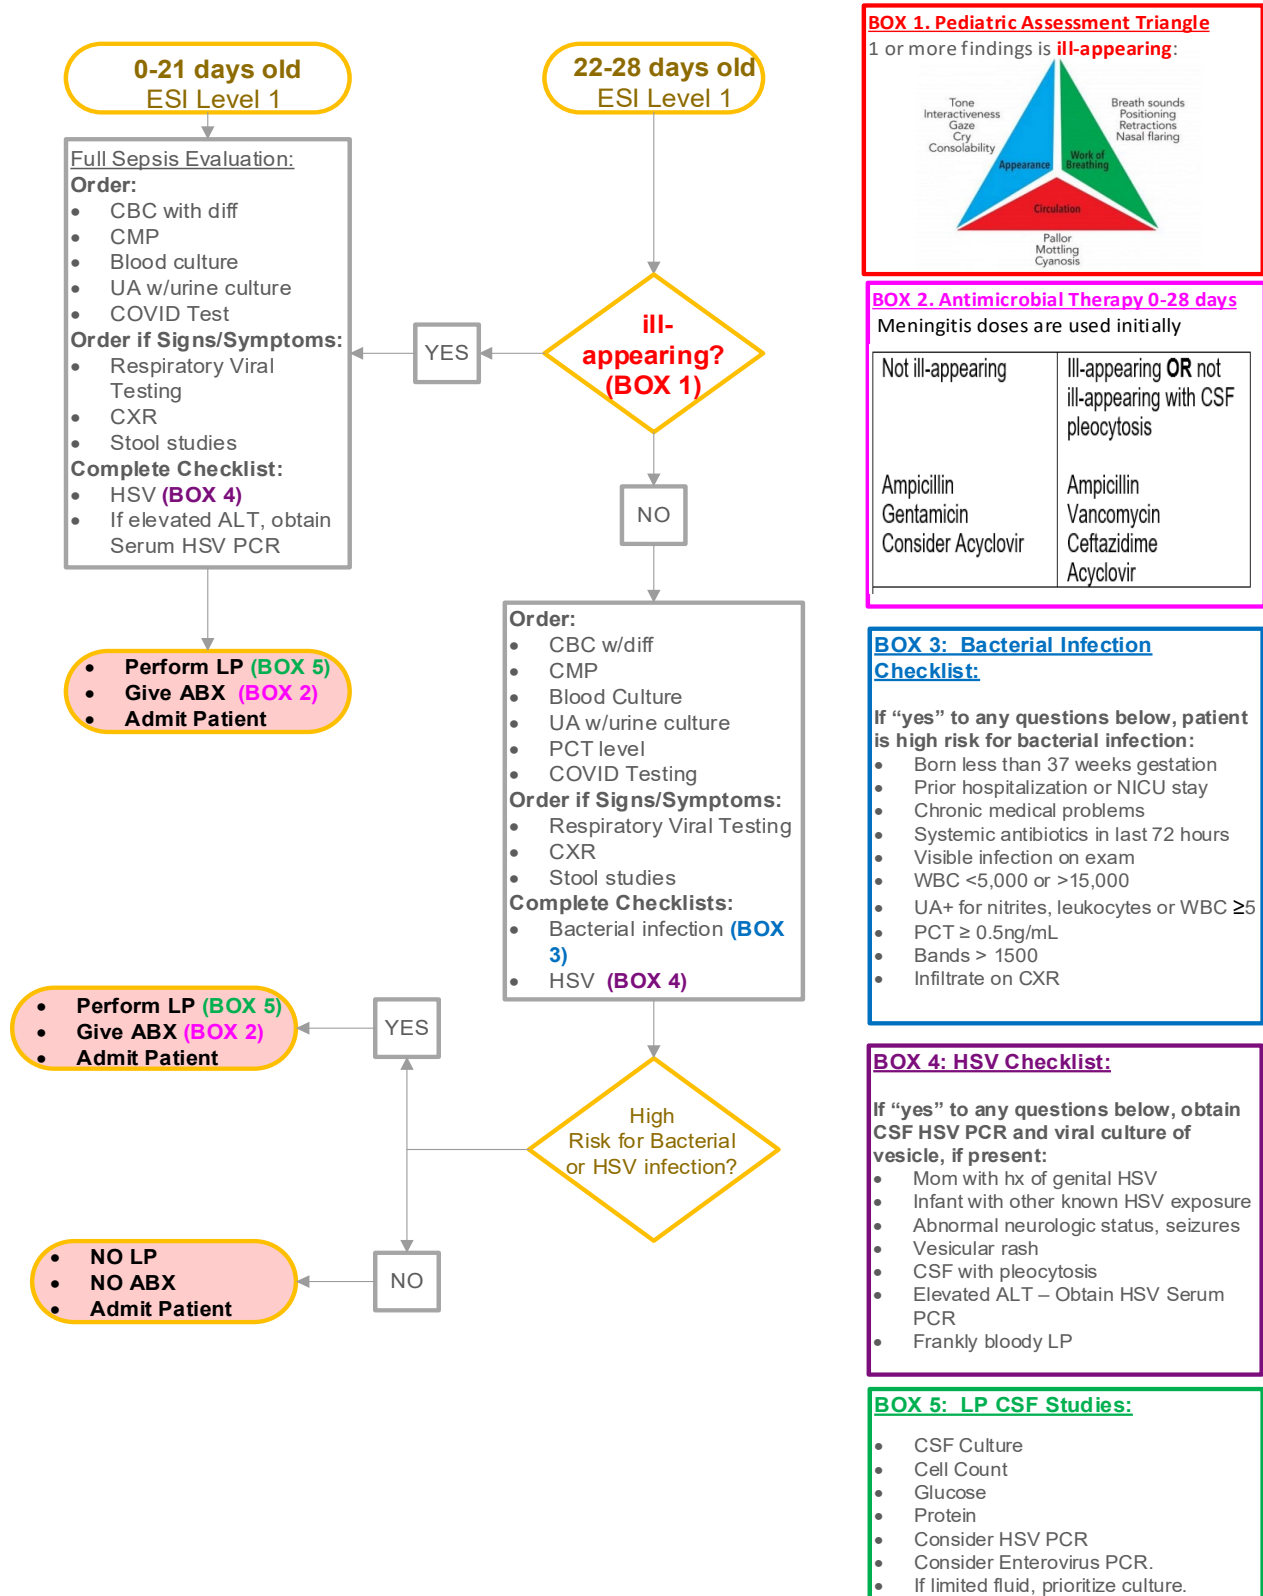 0-21 days old
ESI Level 1
Full Sepsis Evaluation:
Order:
• CBC with diff
• CMP
• Blood culture
• UA w/urine culture
• COVID Test
Order if Signs/Symptoms:
• Respiratory Viral
Testing
• CXR
• Stool studies
Complete Checklist:
• HSV (BOX 4)
• If elevated ALT, obtain
Serum HSV PCR
• Perform LP (BOX 5)
• Give ABX (BOX 2)
• Admit Patient
22-28 days old
ESI Level 1
ill-
appearing?
(BOX 1)
YES
NO
Order:
• CBC w/diff
• CMP
• Blood Culture
• UA w/urine culture
• PCT level
• COVID Testing
Order if Signs/Symptoms:
• Respiratory Viral Testing
• CXR
• Stool studies
Complete Checklists:
• Bacterial infection (BOX
3)
• HSV (BOX 4)
High
Risk for Bacterial
or HSV infection?
YES
• Perform LP (BOX 5)
• Give ABX (BOX 2)
• Admit Patient
NO
• NO LP
• NO ABX
• Admit Patient
BOX 1. Pediatric Assessment Triangle
1 or more findings is ill-appearing:
Tone
Interactiveness
Gaze
Cry
Consolability
Appearance
Breath sounds
Positioning
Retractions
Nasal flaring
Work of
Breathing
Circulation
Pallor
Mottling
Cyanosis
BOX 2. Antimicrobial Therapy 0-28 days
Meningitis doses are used initially
Not ill-appearing
Ampicillin
Gentamicin
Consider Acyclovir
Ill-appearing OR not
ill-appearing with CSF
pleocytosis
Ampicillin
Vancomycin
Ceftazidime
Acyclovir
BOX 3: Bacterial Infection
Checklist:
If “yes” to any questions below, patient
is high risk for bacterial infection:
• Born less than 37 weeks gestation
• Prior hospitalization or NICU stay
• Chronic medical problems
• Systemic antibiotics in last 72 hours
• Visible infection on exam
• WBC <5,000 or >15,000
• UA+ for nitrites, leukocytes or WBC ≥5
• PCT ≥ 0.5ng/mL
• Bands > 1500
• Infiltrate on CXR
BOX 4: HSV Checklist:
If “yes” to any questions below, obtain
CSF HSV PCR and viral culture of
vesicle, if present:
• Mom with hx of genital HSV
• Infant with other known HSV exposure
• Abnormal neurologic status, seizures
• Vesicular rash
• CSF with pleocytosis
• Elevated ALT – Obtain HSV Serum
PCR
• Frankly bloody LP
BOX 5: LP CSF Studies:
• CSF Culture
• Cell Count
• Glucose
• Protein
• Consider HSV PCR
• Consider Enterovirus PCR.
• If limited fluid, prioritize culture.